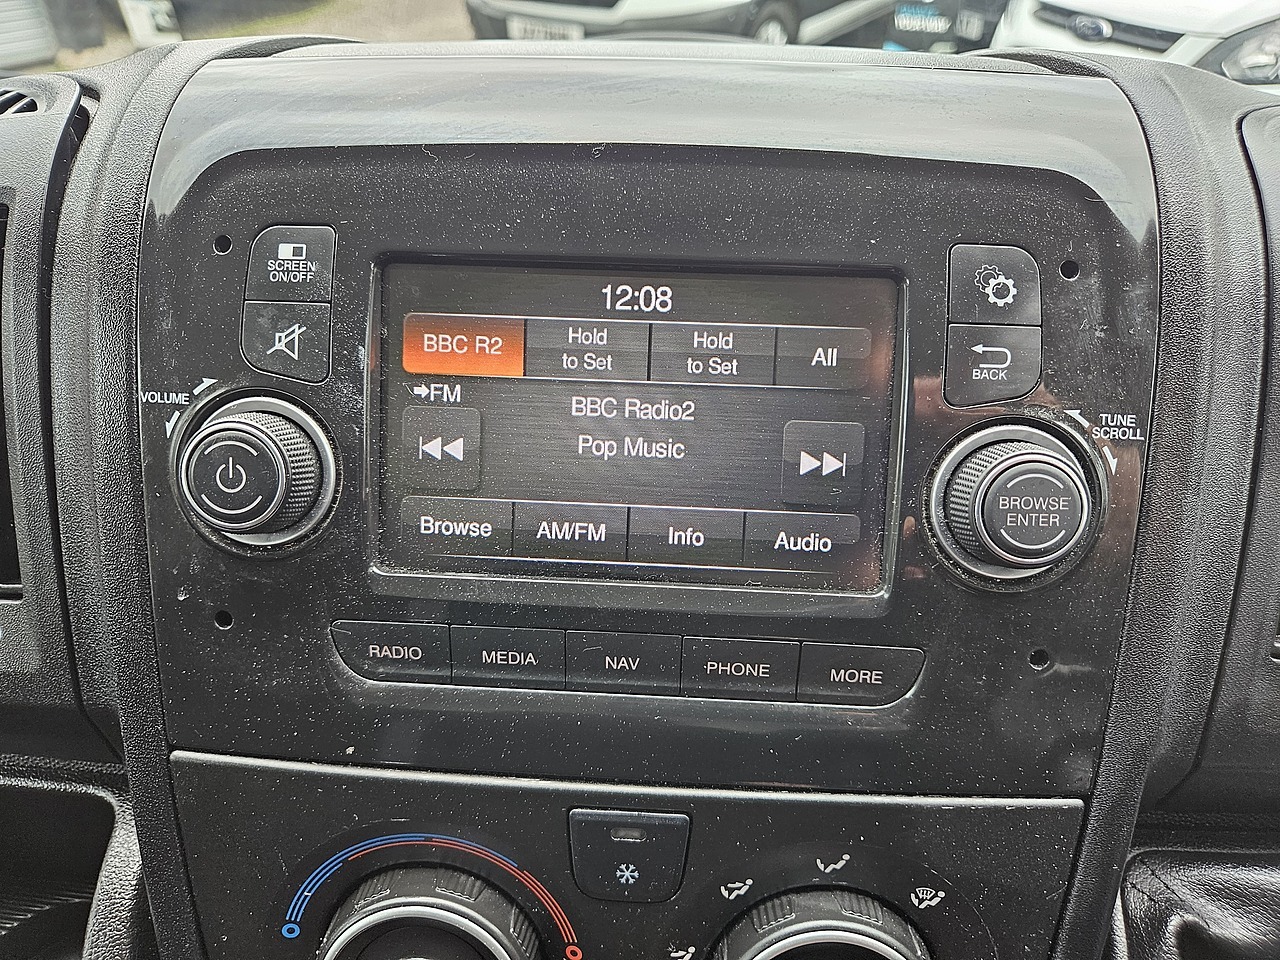 SCREEN
ON/OFF
12:08
BBC R2
Hold
to Set
Hold
to Set
All
BACK
VOLUME
➔FM
BBC Radio2
Pop Music
TUNE
SCROLL
BROWSE
ENTER
Browse
AM/FM
Info
Audio
RADIO
MEDIA
NAV
PHONE
MORE